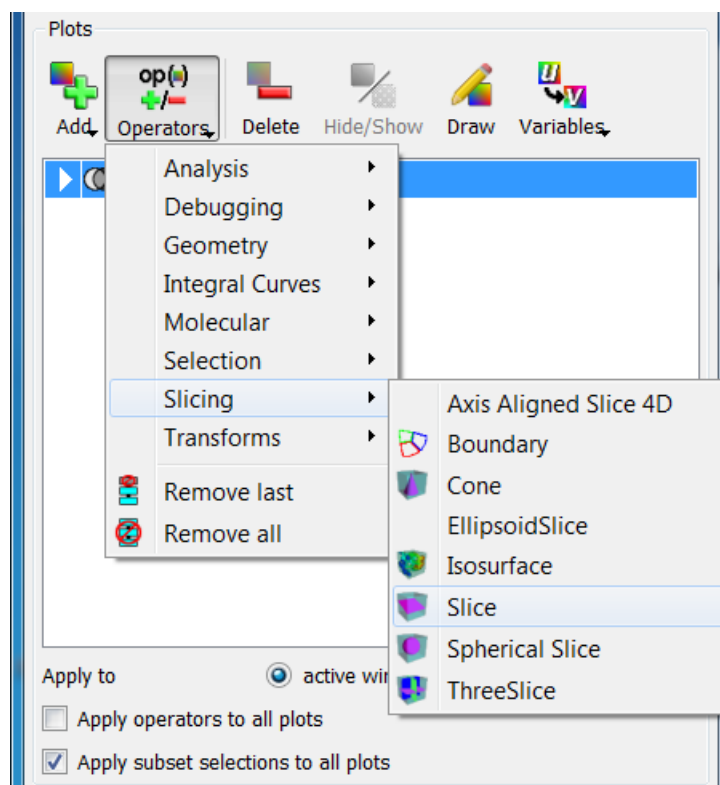 Plots
op(=)
+/-
u
v
Add Operators Delete Hide/Show Draw Variables
Analysis
Debugging
Geometry
Integral Curves
Molecular
Selection
Slicing
Transforms
Remove last
Remove all
Axis Aligned Slice 4D
Boundary
Cone
EllipsoidSlice
Isosurface
Slice
Spherical Slice
ThreeSlice
Apply to active
Apply operators to all plots
Apply subset selections to all plots